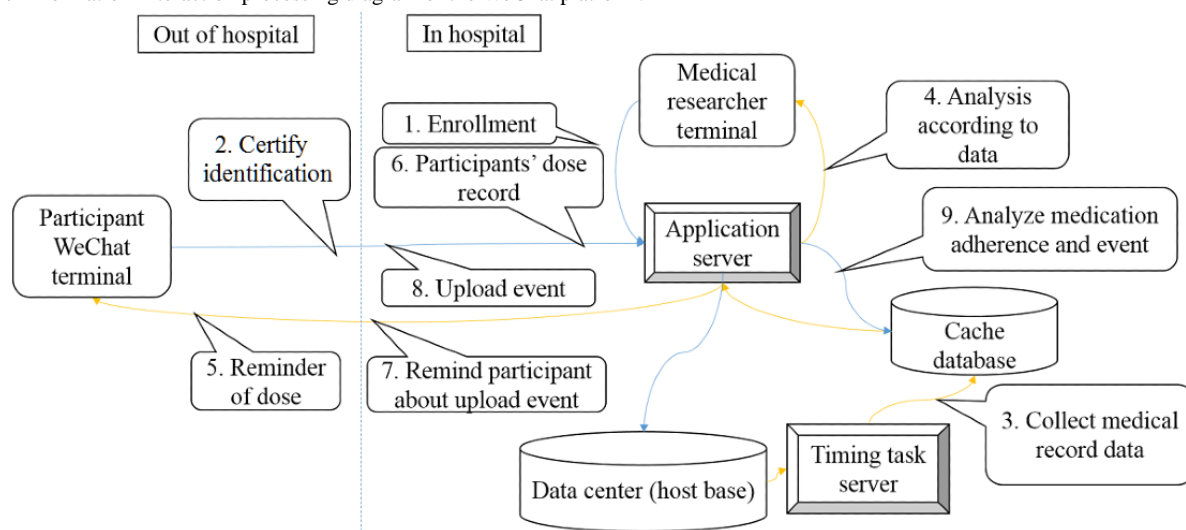 Out of hospital
In hospital
Medical
researcher
terminal
4. Analysis
according to
data
1. Enrollment
2. Certify
identification
6. Participants’ dose
record
Participant
WeChat
terminal
Application
server
9. Analyze medication
adherence and event
8. Upload event
Cache
database
5. Reminder
of dose
7. Remind participant
about upload event
3. Collect medical
record data
Timing task
server
Data center (host base)